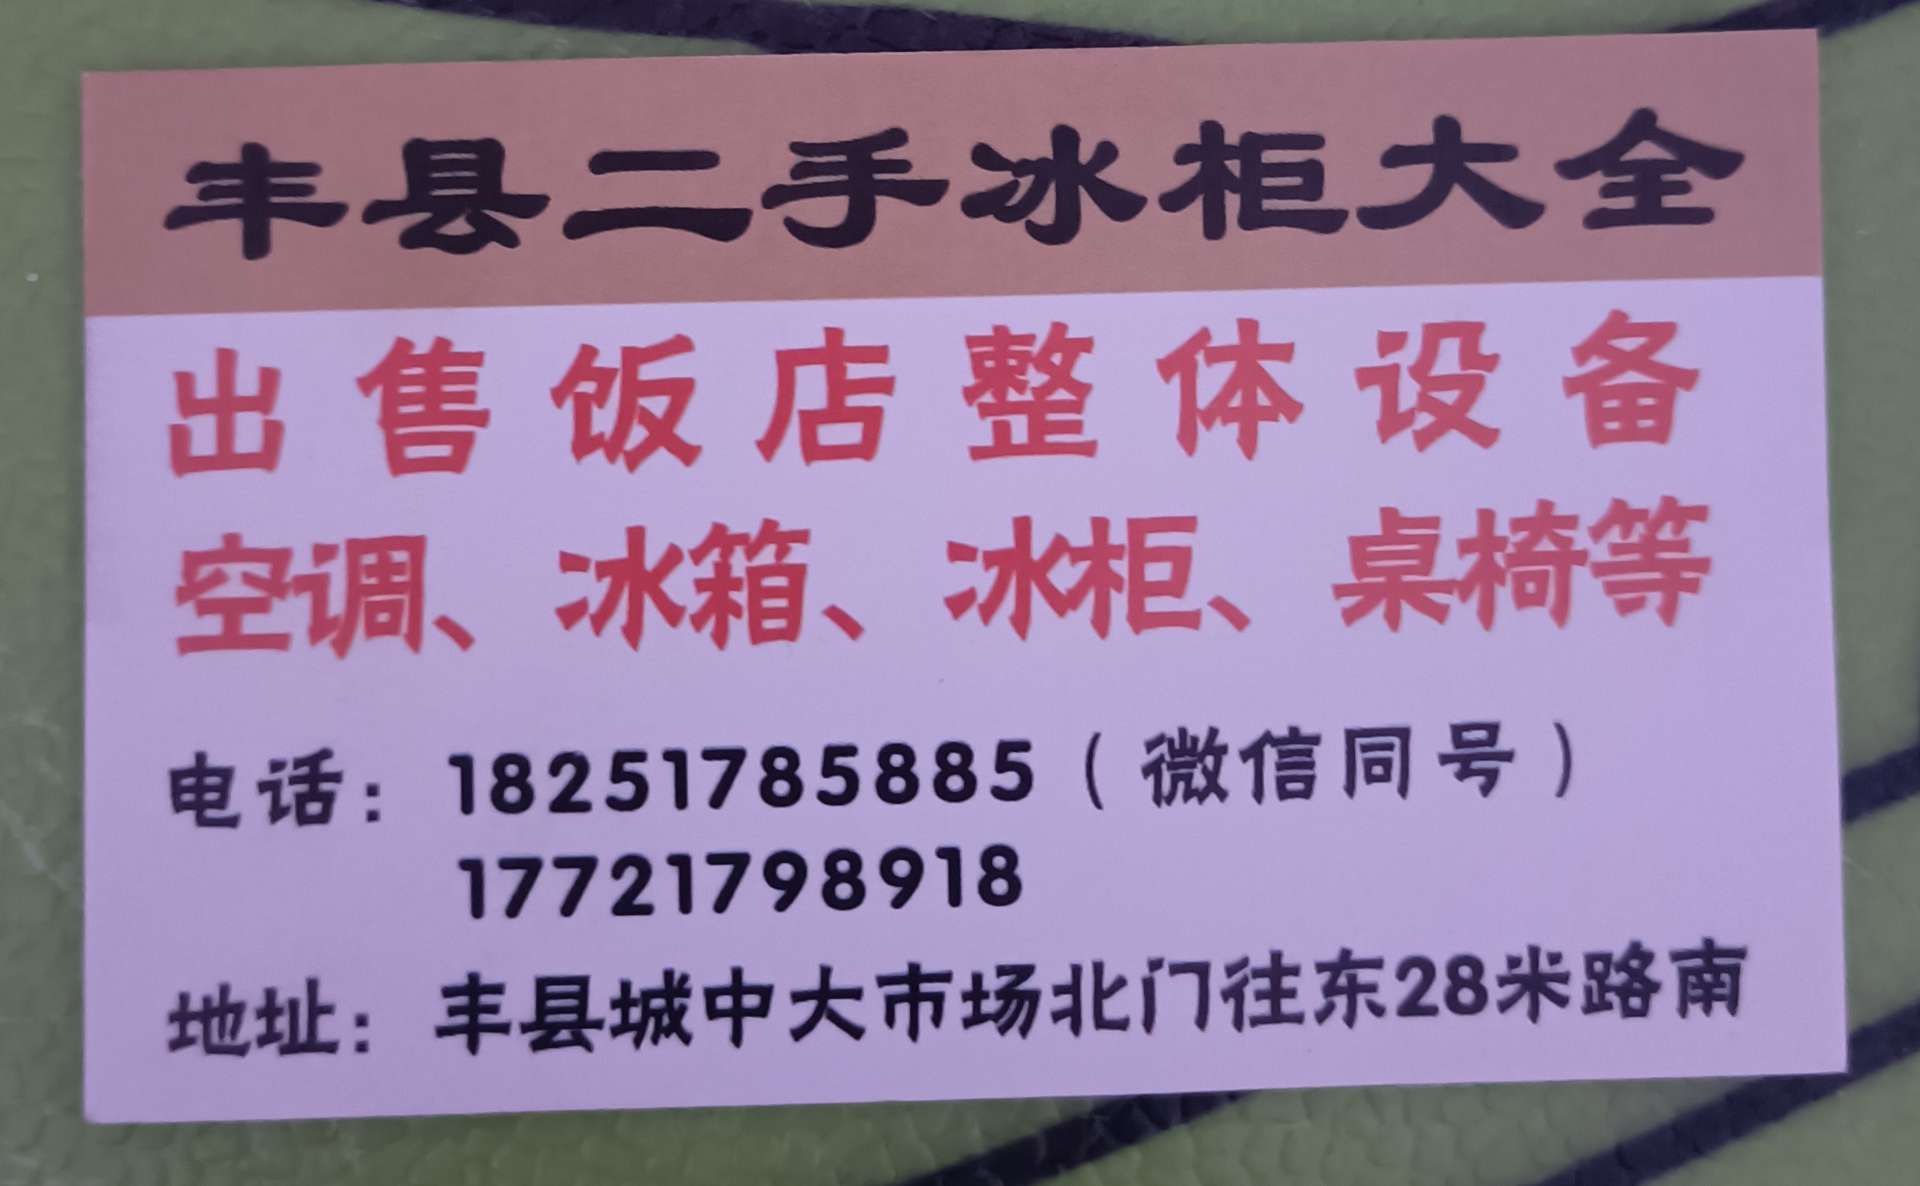 丰县二手冰柜大全
出售饭店整体设备
空调、冰箱、冰柜、桌椅等
电话：18251785885（微信同号）
17721798918
地址：丰县城中大市场北门往东28米路南